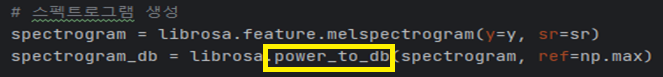 # 스펙트로그램 생성
spectrogram = librosa.feature.melspectrogram(y=y, sr=sr)
spectrogram_db = librosa.power_to_db(spectrogram, ref=np.max)